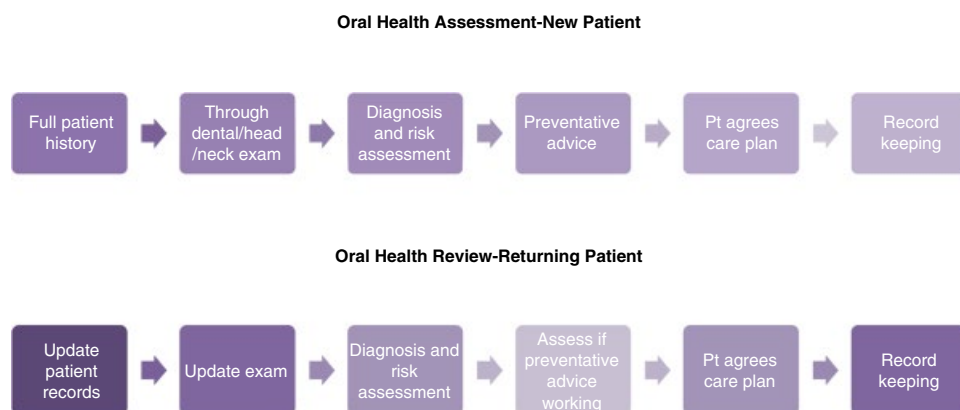 Oral Health Assessment-New Patient
Full patient
history
Through
dental/head
/neck exam
Diagnosis
and risk
assessment
Preventative
advice
Pt agrees
care plan
Record
keeping
Oral Health Review-Returning Patient
Update
patient
records
Update exam
Diagnosis and
risk
assessment
Assess if
preventative
advice
working
Pt agrees
care plan
Record
keeping